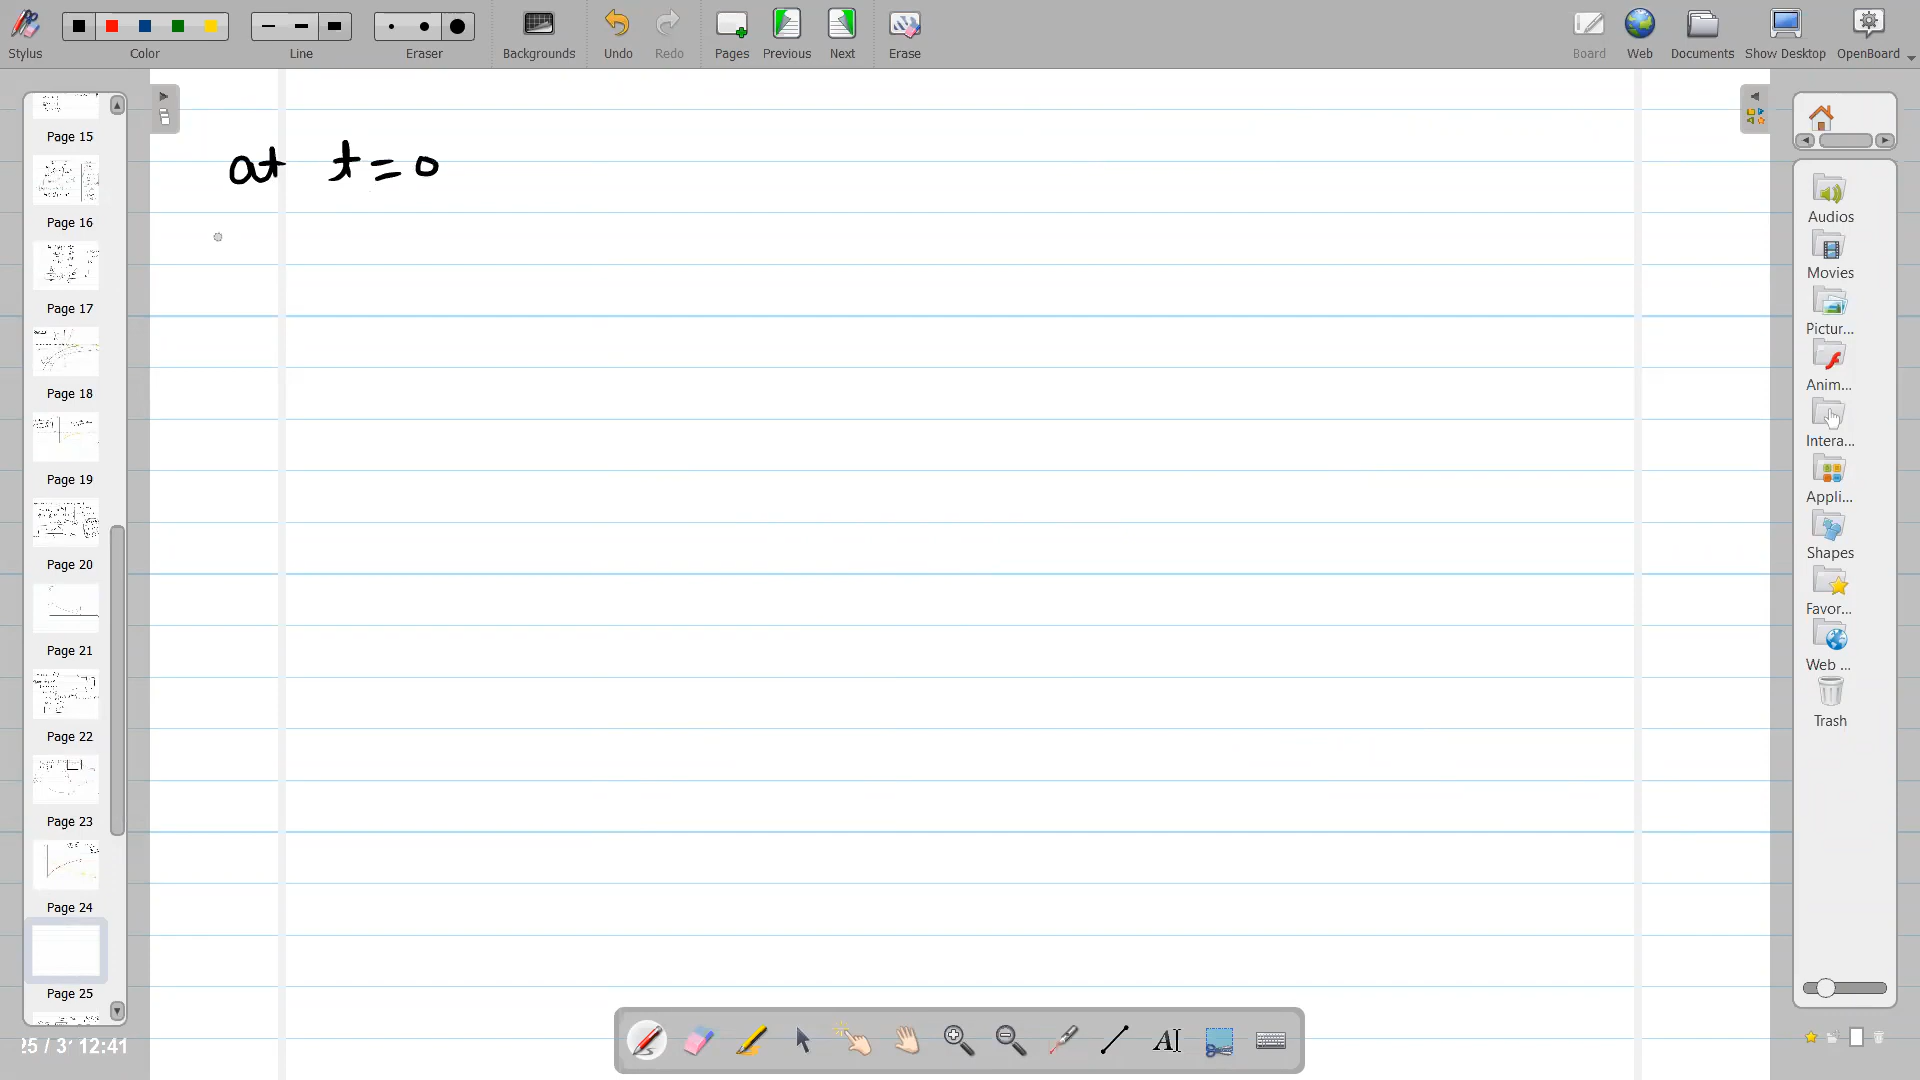 Stylus
Color
Line
Eraser
Backgrounds
Undo
Redo
Pages
Previous
Next
Erase
Board
Web
Documents
Show Desktop
OpenBoard
at t=0
Page 15
Page 16
Page 17
Page 18
Page 19
Page 20
Page 21
Page 22
Page 23
Page 24
Page 25
12:41
Audios
Movies
Pictur...
Anim...
Intera...
Appli...
Shapes
Favor...
Web ...
Trash